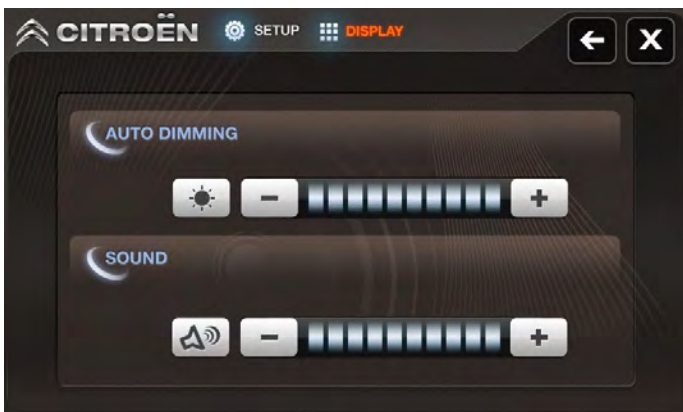 CITROËN SETUP DISPLAY X
AUTO DIMMING
− +
SOUND
− +